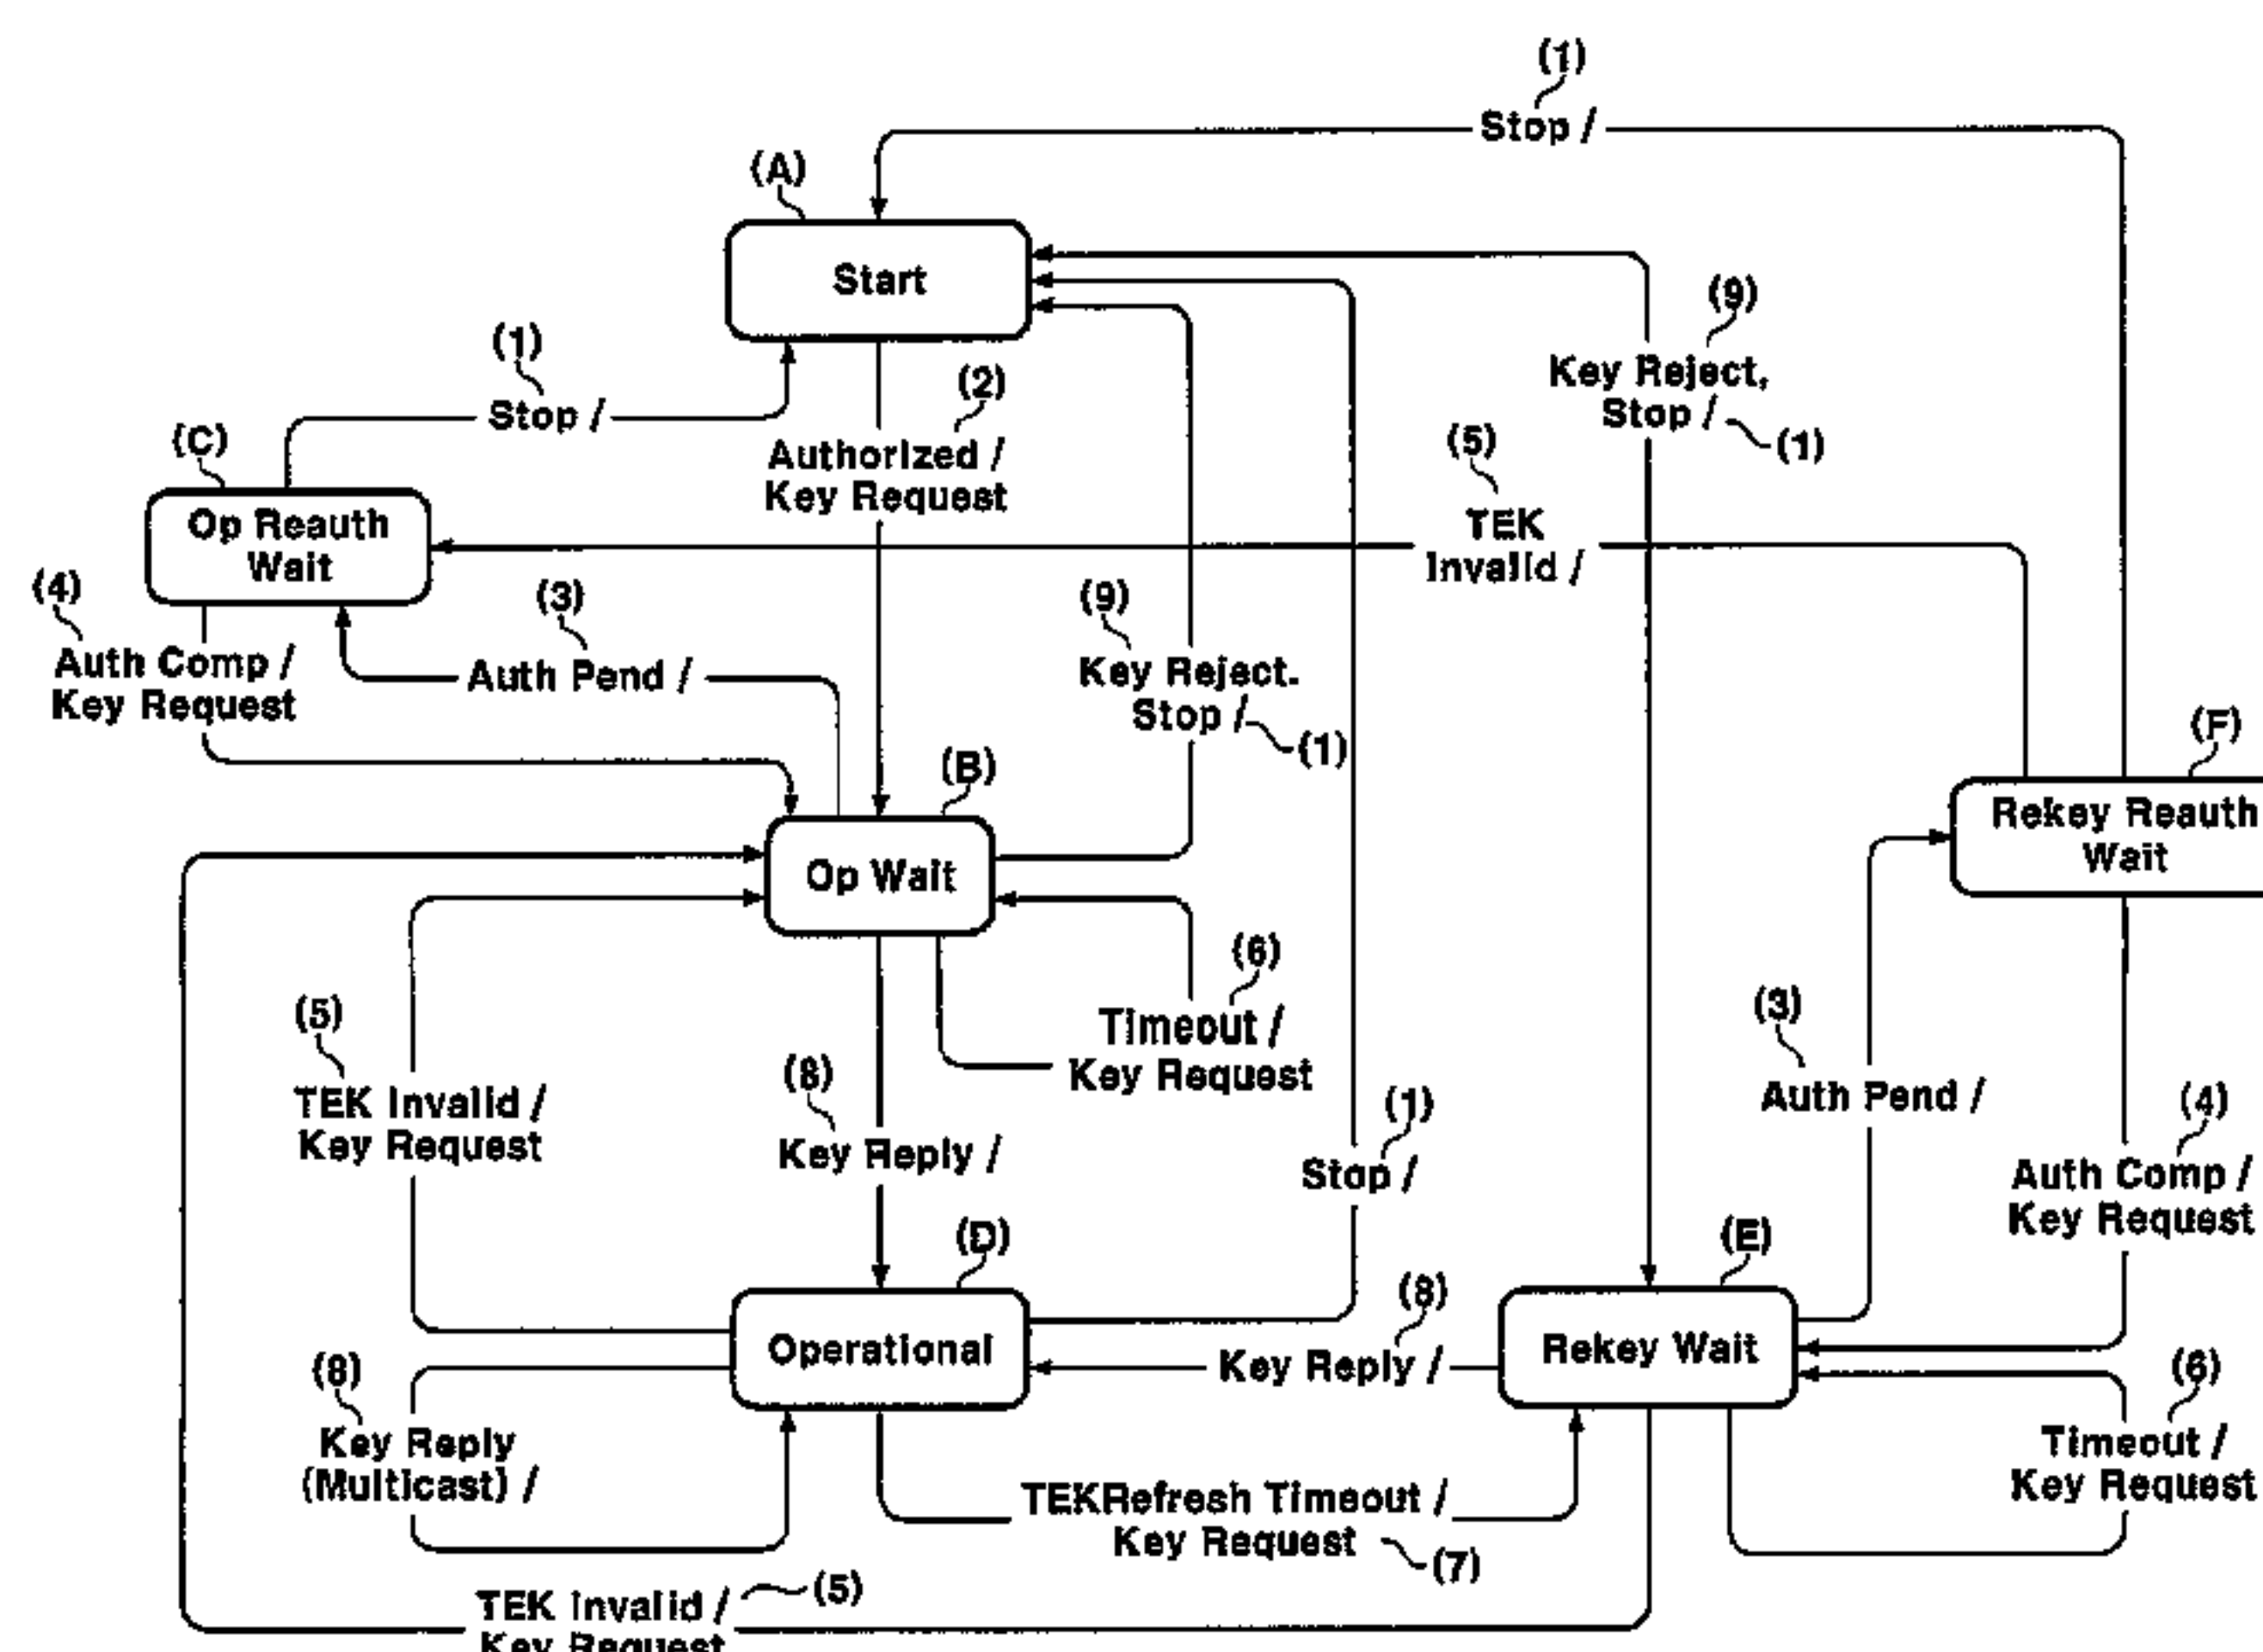 (1)
Stop /
(A)
Start
(9)
Key Reject,
Stop /
(1)
(1)
Stop /
(2)
Authorized /
Key Request
(C)
Op Reauth
Wait
(5)
TEK
Invalid /
(4)
Auth Comp /
Key Request
(3)
Auth Pend /
(9)
Key Reject.
Stop /
(1)
(B)
Op Wait
(F)
Rekey Reauth
Wait
(6)
Timeout /
Key Request
(5)
TEK Invalid /
Key Request
(8)
Key Reply /
(1)
Stop /
(3)
Auth Pend /
(4)
Auth Comp /
Key Request
(D)
Operational
(8)
Key Reply /
(E)
Rekey Wait
(8)
Key Reply
(Multicast) /
TEKRefresh Timeout /
Key Request
(7)
(6)
Timeout /
Key Request
TEK Invalid /
(5)
Key Request